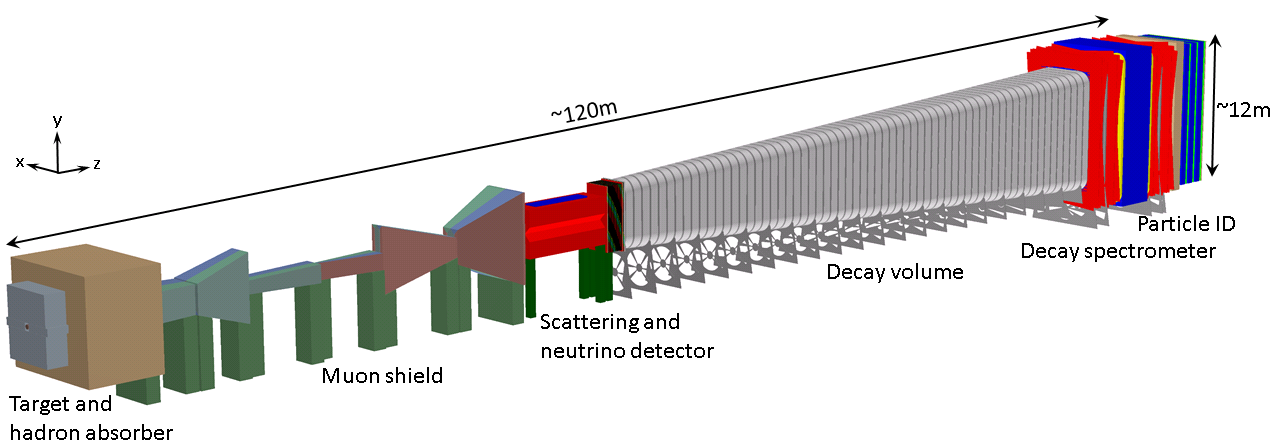 ~120m
~12m
y
x
z
Particle ID
Decay spectrometer
Decay volume
Scattering and
neutrino detector
Muon shield
Target and
hadron absorber